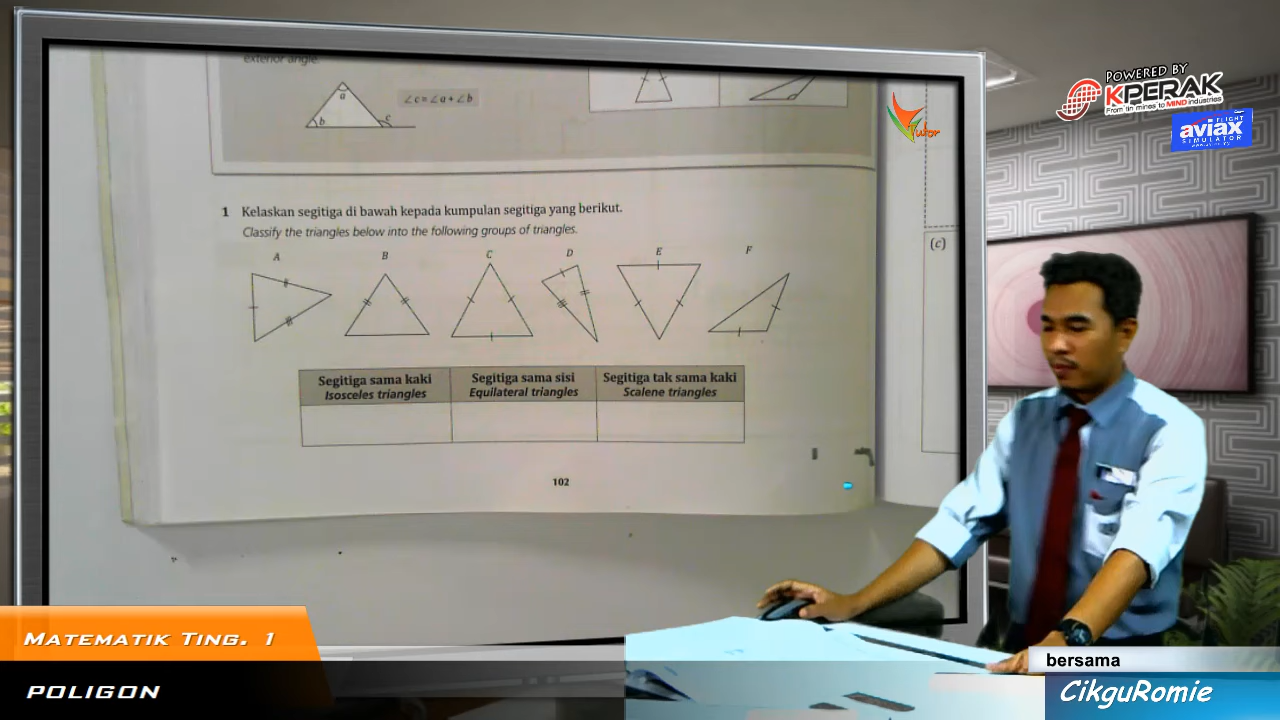 exterior angle.
a
∠c = ∠a + ∠b
b
c
Tutor
POWERED BY
KPERAK
From 'tin mines' to MIND industries
aviax
FLIGHT
SIMULATOR
1 Kelaskan segitiga di bawah kepada kumpulan segitiga yang berikut.
Classify the triangles below into the following groups of triangles.
(c)
A B C D E F
Segitiga sama kaki Segitiga sama sisi Segitiga tak sama kaki
Isosceles triangles Equilateral triangles Scalene triangles
102
MATEMATIK TING. 1
POLIGON
bersama
CikguRomie